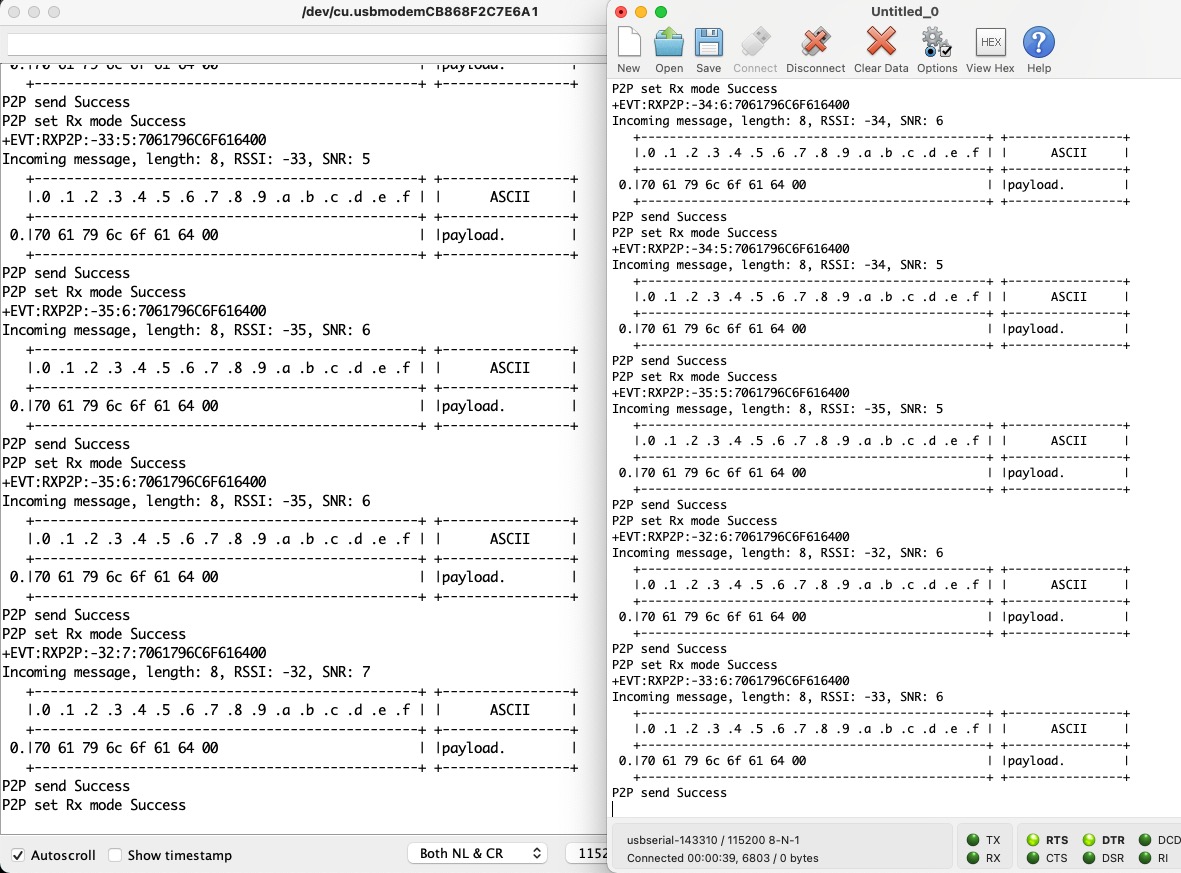 /dev/cu.usbmodemCB868F2C7E6A1
0.|70 61 79 6c 6f 61 64 00 | |payload. |
+------------------------------------------------+ +----------------+
P2P send Success
P2P set Rx mode Success
+EVT:RXP2P:-33:5:7061796C6F616400
Incoming message, length: 8, RSSI: -33, SNR: 5
+------------------------------------------------+ +----------------+
|.0 .1 .2 .3 .4 .5 .6 .7 .8 .9 .a .b .c .d .e .f | | ASCII |
+------------------------------------------------+ +----------------+
0.|70 61 79 6c 6f 61 64 00 | |payload. |
+------------------------------------------------+ +----------------+
P2P send Success
P2P set Rx mode Success
+EVT:RXP2P:-35:6:7061796C6F616400
Incoming message, length: 8, RSSI: -35, SNR: 6
+------------------------------------------------+ +----------------+
|.0 .1 .2 .3 .4 .5 .6 .7 .8 .9 .a .b .c .d .e .f | | ASCII |
+------------------------------------------------+ +----------------+
0.|70 61 79 6c 6f 61 64 00 | |payload. |
+------------------------------------------------+ +----------------+
P2P send Success
P2P set Rx mode Success
+EVT:RXP2P:-35:6:7061796C6F616400
Incoming message, length: 8, RSSI: -35, SNR: 6
+------------------------------------------------+ +----------------+
|.0 .1 .2 .3 .4 .5 .6 .7 .8 .9 .a .b .c .d .e .f | | ASCII |
+------------------------------------------------+ +----------------+
0.|70 61 79 6c 6f 61 64 00 | |payload. |
+------------------------------------------------+ +----------------+
P2P send Success
P2P set Rx mode Success
+EVT:RXP2P:-32:7:7061796C6F616400
Incoming message, length: 8, RSSI: -32, SNR: 7
+------------------------------------------------+ +----------------+
|.0 .1 .2 .3 .4 .5 .6 .7 .8 .9 .a .b .c .d .e .f | | ASCII |
+------------------------------------------------+ +----------------+
0.|70 61 79 6c 6f 61 64 00 | |payload. |
+------------------------------------------------+ +----------------+
P2P send Success
P2P set Rx mode Success
Autoscroll Show timestamp Both NL & CR 1152
Untitled_0
HEX ?
New Open Save Connect Disconnect Clear Data Options View Hex Help
P2P set Rx mode Success
+EVT:RXP2P:-34:6:7061796C6F616400
Incoming message, length: 8, RSSI: -34, SNR: 6
+------------------------------------------------+ +----------------+
|.0 .1 .2 .3 .4 .5 .6 .7 .8 .9 .a .b .c .d .e .f | | ASCII |
+------------------------------------------------+ +----------------+
0.|70 61 79 6c 6f 61 64 00 | |payload. |
+------------------------------------------------+ +----------------+
P2P send Success
P2P set Rx mode Success
+EVT:RXP2P:-34:5:7061796C6F616400
Incoming message, length: 8, RSSI: -34, SNR: 5
+------------------------------------------------+ +----------------+
|.0 .1 .2 .3 .4 .5 .6 .7 .8 .9 .a .b .c .d .e .f | | ASCII |
+------------------------------------------------+ +----------------+
0.|70 61 79 6c 6f 61 64 00 | |payload. |
+------------------------------------------------+ +----------------+
P2P send Success
P2P set Rx mode Success
+EVT:RXP2P:-35:5:7061796C6F616400
Incoming message, length: 8, RSSI: -35, SNR: 5
+------------------------------------------------+ +----------------+
|.0 .1 .2 .3 .4 .5 .6 .7 .8 .9 .a .b .c .d .e .f | | ASCII |
+------------------------------------------------+ +----------------+
0.|70 61 79 6c 6f 61 64 00 | |payload. |
+------------------------------------------------+ +----------------+
P2P send Success
P2P set Rx mode Success
+EVT:RXP2P:-32:6:7061796C6F616400
Incoming message, length: 8, RSSI: -32, SNR: 6
+------------------------------------------------+ +----------------+
|.0 .1 .2 .3 .4 .5 .6 .7 .8 .9 .a .b .c .d .e .f | | ASCII |
+------------------------------------------------+ +----------------+
0.|70 61 79 6c 6f 61 64 00 | |payload. |
+------------------------------------------------+ +----------------+
P2P send Success
P2P set Rx mode Success
+EVT:RXP2P:-33:6:7061796C6F616400
Incoming message, length: 8, RSSI: -33, SNR: 6
+------------------------------------------------+ +----------------+
|.0 .1 .2 .3 .4 .5 .6 .7 .8 .9 .a .b .c .d .e .f | | ASCII |
+------------------------------------------------+ +----------------+
0.|70 61 79 6c 6f 61 64 00 | |payload. |
+------------------------------------------------+ +----------------+
P2P send Success
usbserial-143310 / 115200 8-N-1 TX RTS DTR DCD
Connected 00:00:39, 6803 / 0 bytes RX CTS DSR RI